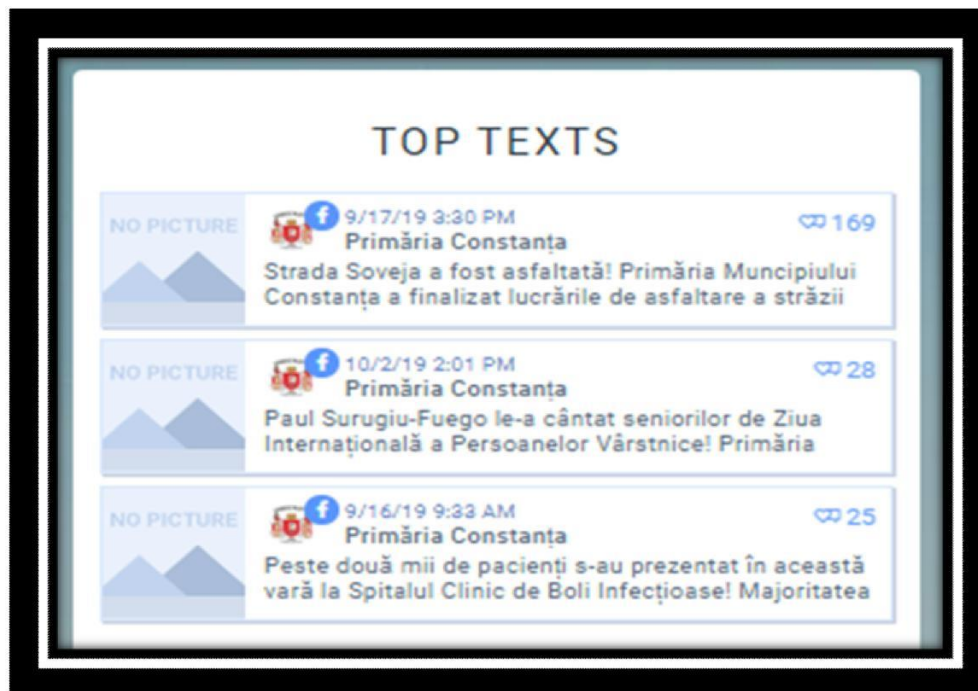 TOP TEXTS
NO PICTURE
9/17/19 3:30 PM
169
Primăria Constanța
Strada Soveja a fost asfaltată! Primăria Muncipiului
Constanța a finalizat lucrările de asfaltare a străzii
NO PICTURE
10/2/19 2:01 PM
28
Primăria Constanța
Paul Surugiu-Fuego le-a cântat seniorilor de Ziua
Internațională a Persoanelor Vârstnice! Primăria
NO PICTURE
9/16/19 9:33 AM
25
Primăria Constanța
Peste două mii de pacienți s-au prezentat în această
vară la Spitalul Clinic de Boli Infecțioase! Majoritatea